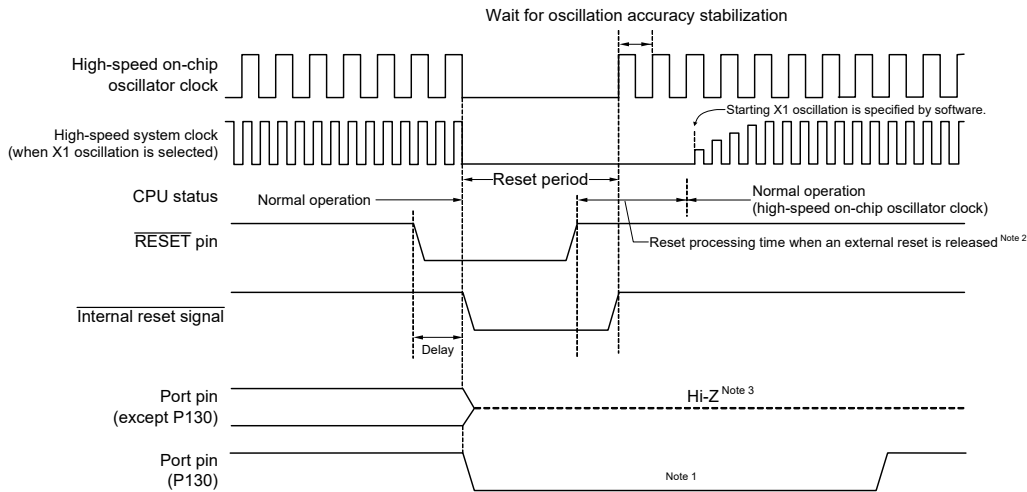 Wait for oscillation accuracy stabilization
High-speed on-chip
oscillator clock
Starting X1 oscillation is specified by software.
High-speed system clock
(when X1 oscillation is selected)
Reset period
CPU status
Normal operation
Normal operation
(high-speed on-chip oscillator clock)
RESET pin
Reset processing time when an external reset is released Note 2
Internal reset signal
Delay
Port pin
(except P130)
Hi-Z Note 3
Port pin
(P130)
Note 1